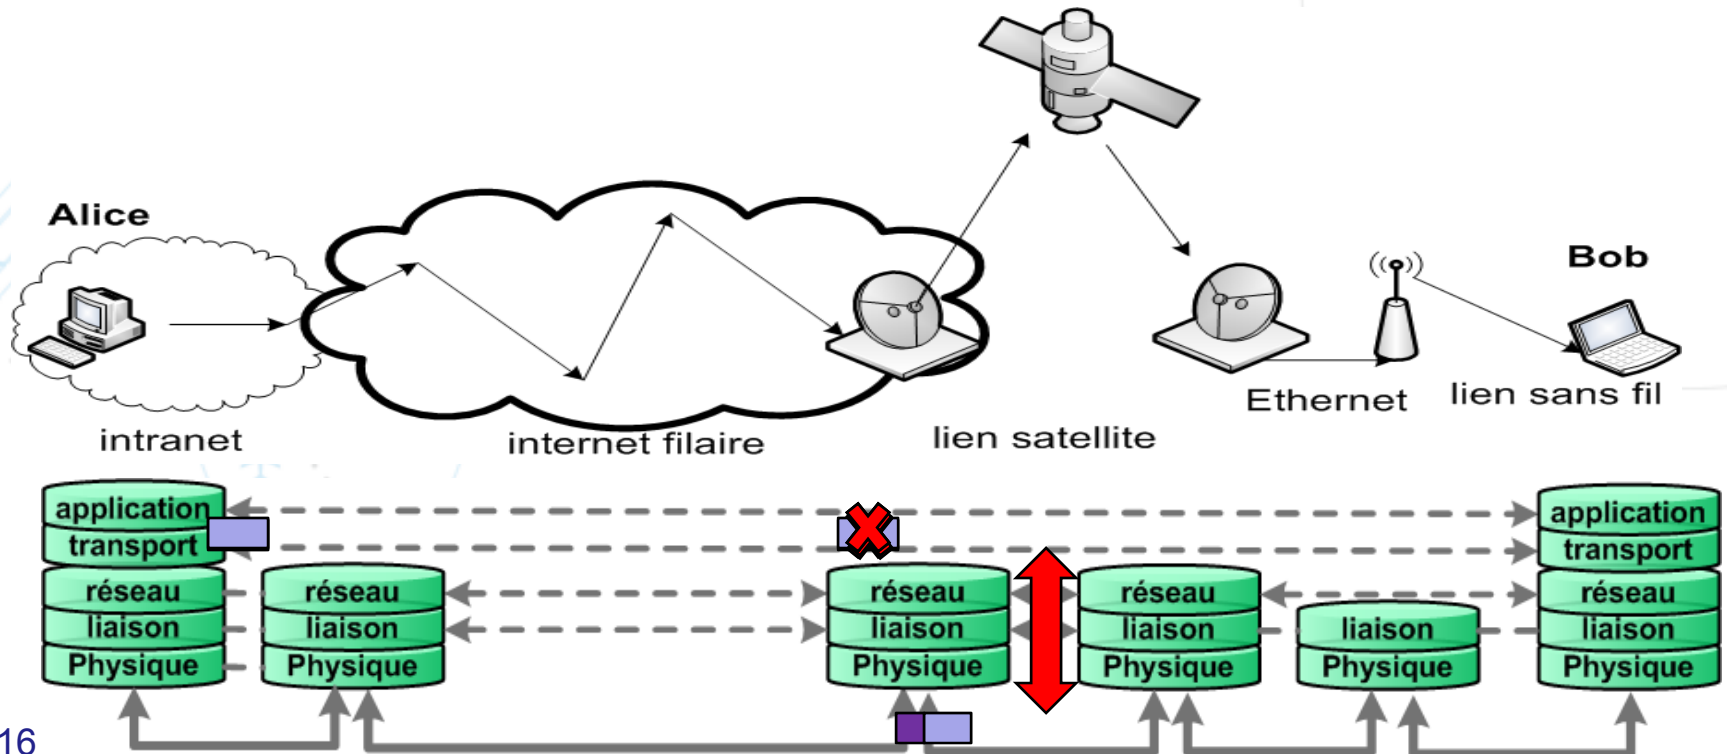 Alice
Bob
Ethernet
lien sans fil
intranet
internet filaire
lien satellite
application
transport
réseau
liaison
Physique
réseau
liaison
Physique
réseau
liaison
Physique
réseau
liaison
Physique
liaison
Physique
application
transport
réseau
liaison
Physique
16